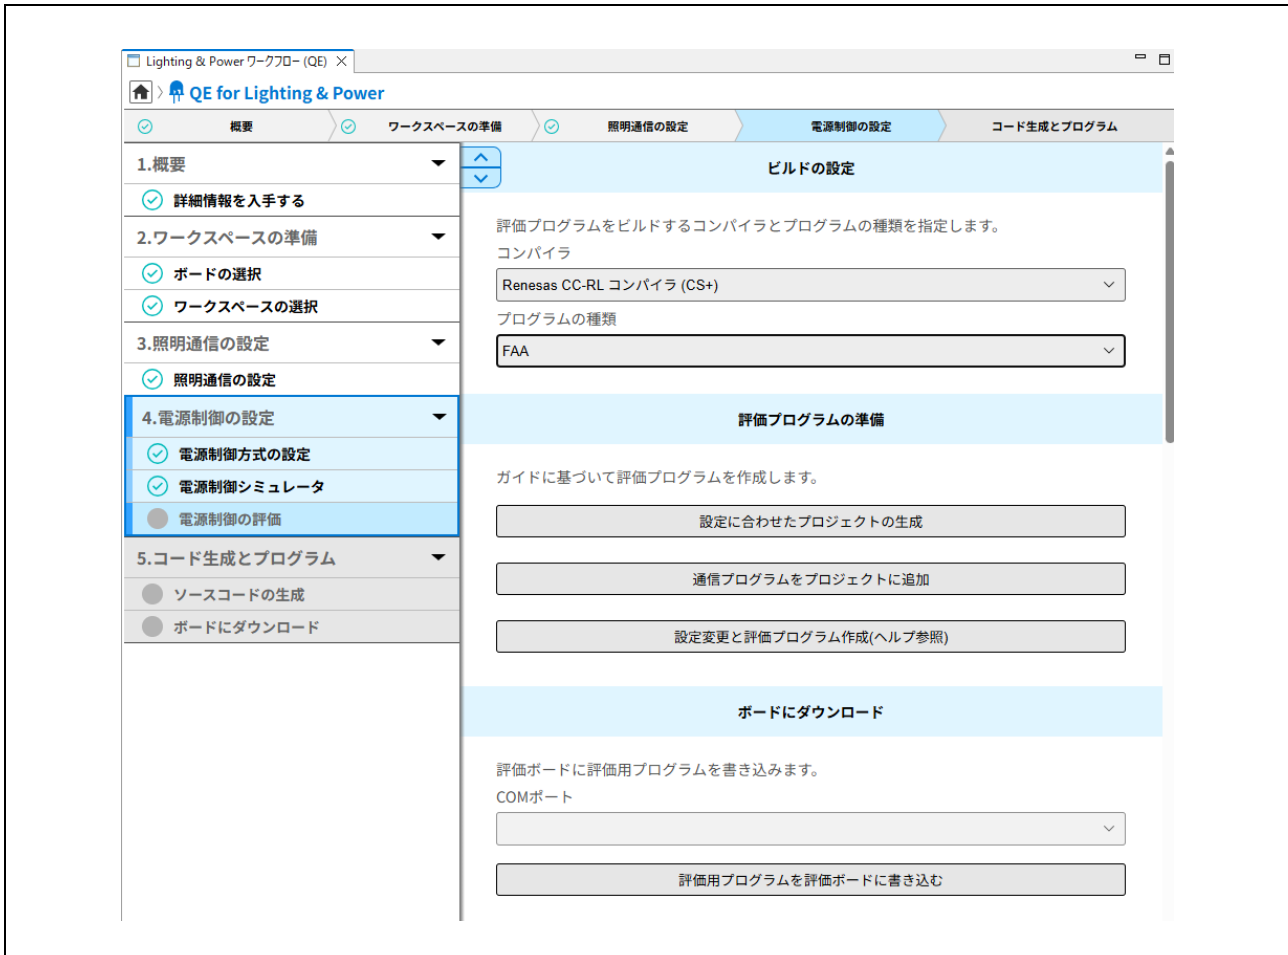 Lighting & Power ワークフロー (QE)
QE for Lighting & Power
概要
ワークスペースの準備
照明通信の設定
電源制御の設定
コード生成とプログラム
1.概要
詳細情報を入手する
2.ワークスペースの準備
ボードの選択
ワークスペースの選択
3.照明通信の設定
照明通信の設定
4.電源制御の設定
電源制御方式の設定
電源制御シミュレータ
電源制御の評価
5.コード生成とプログラム
ソースコードの生成
ボードにダウンロード
ビルドの設定
評価プログラムをビルドするコンパイラとプログラムの種類を指定します。
コンパイラ
Renesas CC-RL コンパイラ (CS+)
プログラムの種類
FAA
評価プログラムの準備
ガイドに基づいて評価プログラムを作成します。
設定に合わせたプロジェクトの生成
通信プログラムをプロジェクトに追加
設定変更と評価プログラム作成(ヘルプ参照)
ボードにダウンロード
評価ボードに評価用プログラムを書き込みます。
COMポート
評価用プログラムを評価ボードに書き込む